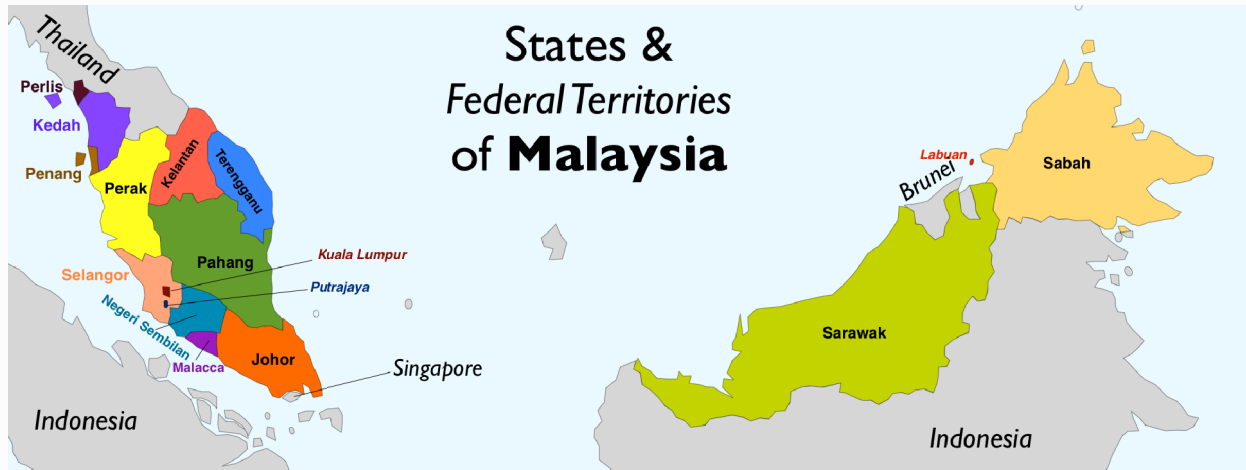 States &
Federal Territories
of Malaysia
Thailand
Perlis
Kedah
Penang
Perak
Kelantan
Terengganu
Pahang
Selangor
Kuala Lumpur
Putrajaya
Negeri Sembilan
Malacca
Johor
Singapore
Indonesia
Labuan
Brunei
Sabah
Sarawak
Indonesia